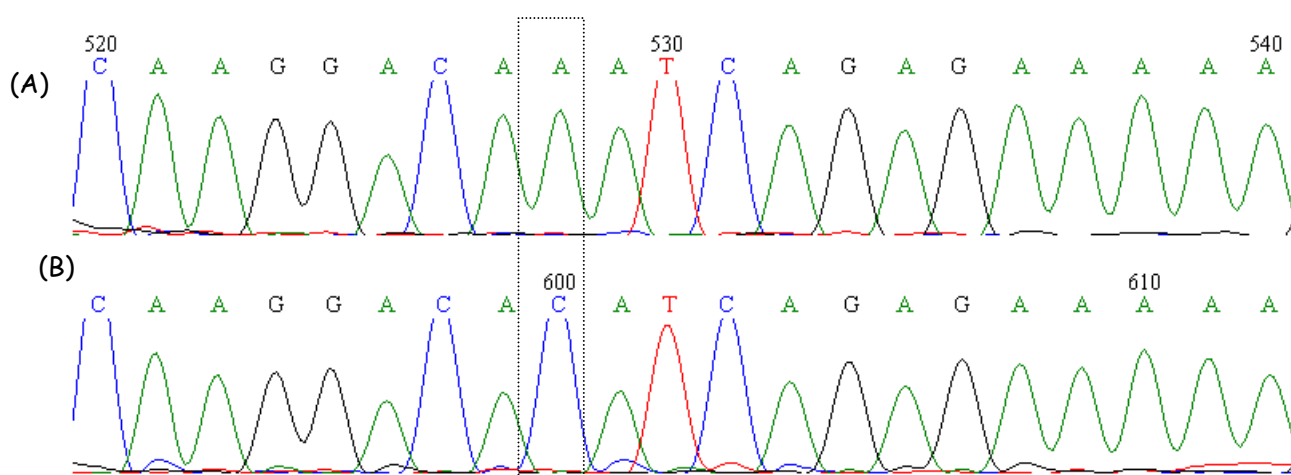 520 530 540
(A) C A A G G A C A A A T C A G A G A A A A A
(B)
600 610
C A A G G A C A C A T C A G A G A A A A A